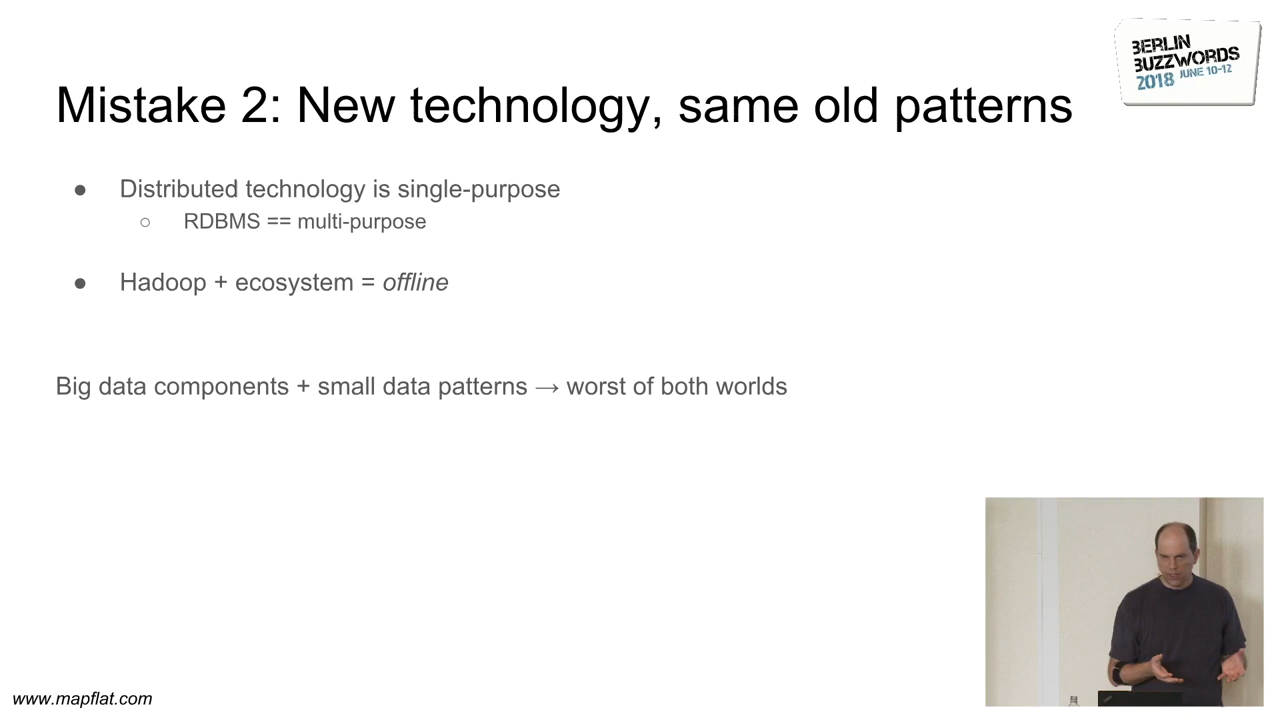 BERLIN
BUZZWORDS
2018 JUNE 10-12
Mistake 2: New technology, same old patterns
● Distributed technology is single-purpose
○ RDBMS == multi-purpose
● Hadoop + ecosystem = offline
Big data components + small data patterns → worst of both worlds
www.mapflat.com